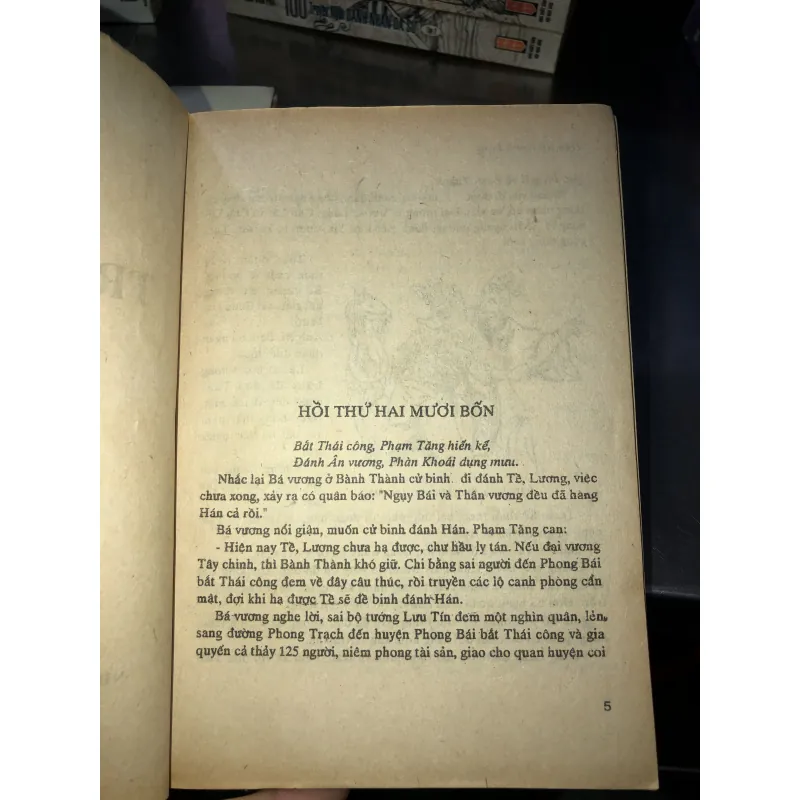 HỒI THỨ HAI MƯƠI BỐN
Bắt Thái công, Phạm Tăng hiến kế,
Đánh Ân vương, Phàn Khoái dụng mưu.
Nhắc lại Bá vương ở Bành Thành cử binh đi đánh Tề, Lương, việc
chưa xong, xảy ra có quân báo: "Ngụy Bái và Thân vương đều đã hàng
Hán cả rồi."
Bá vương nổi giận, muốn cử binh đánh Hán. Phạm Tăng can:
- Hiện nay Tề, Lương chưa hạ được, chư hầu ly tán. Nếu đại vương
Tây chinh, thì Bành Thành khó giữ. Chi bằng sai người đến Phong Bái
bắt Thái công đem về đây câu thúc, rồi truyền các lộ canh phòng cẩn
mật, đợi khi hạ được Tề sẽ đề binh đánh Hán.
Bá vương nghe lời, sai bộ tướng Lưu Tín đem một nghìn quân, lẻn
sang đường Phong Trạch đến huyện Phong Bái bắt Thái công và gia
quyến cả thảy 125 người, niêm phong tài sản, giao cho quan huyện coi
5